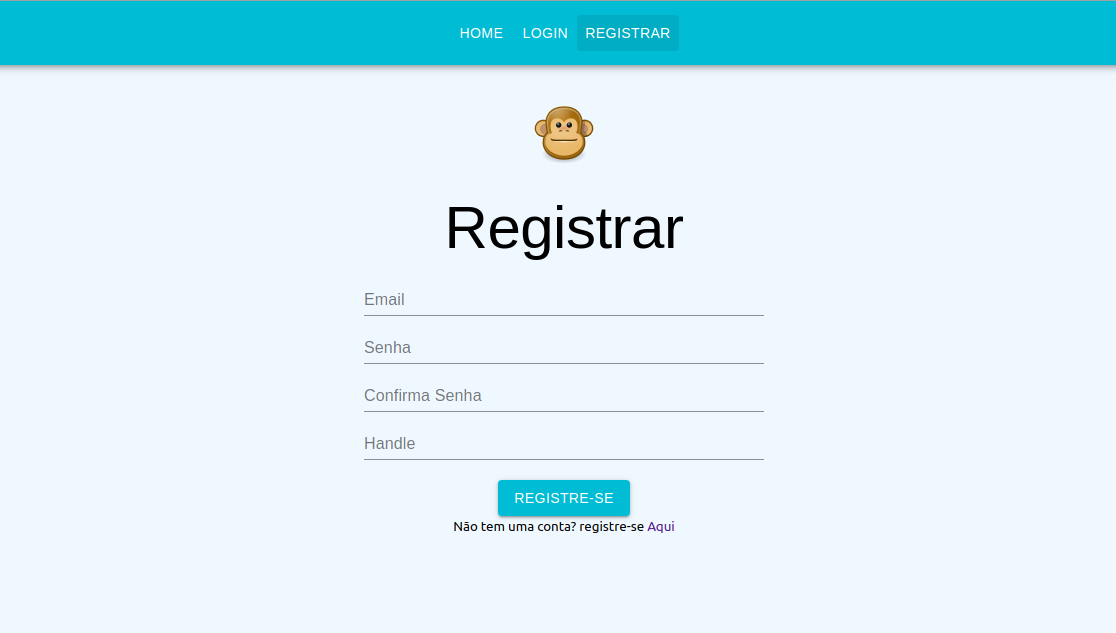 HOME LOGIN REGISTRAR
Registrar
Email
Senha
Confirma Senha
Handle
REGISTRE-SE
Não tem uma conta? registre-se Aqui